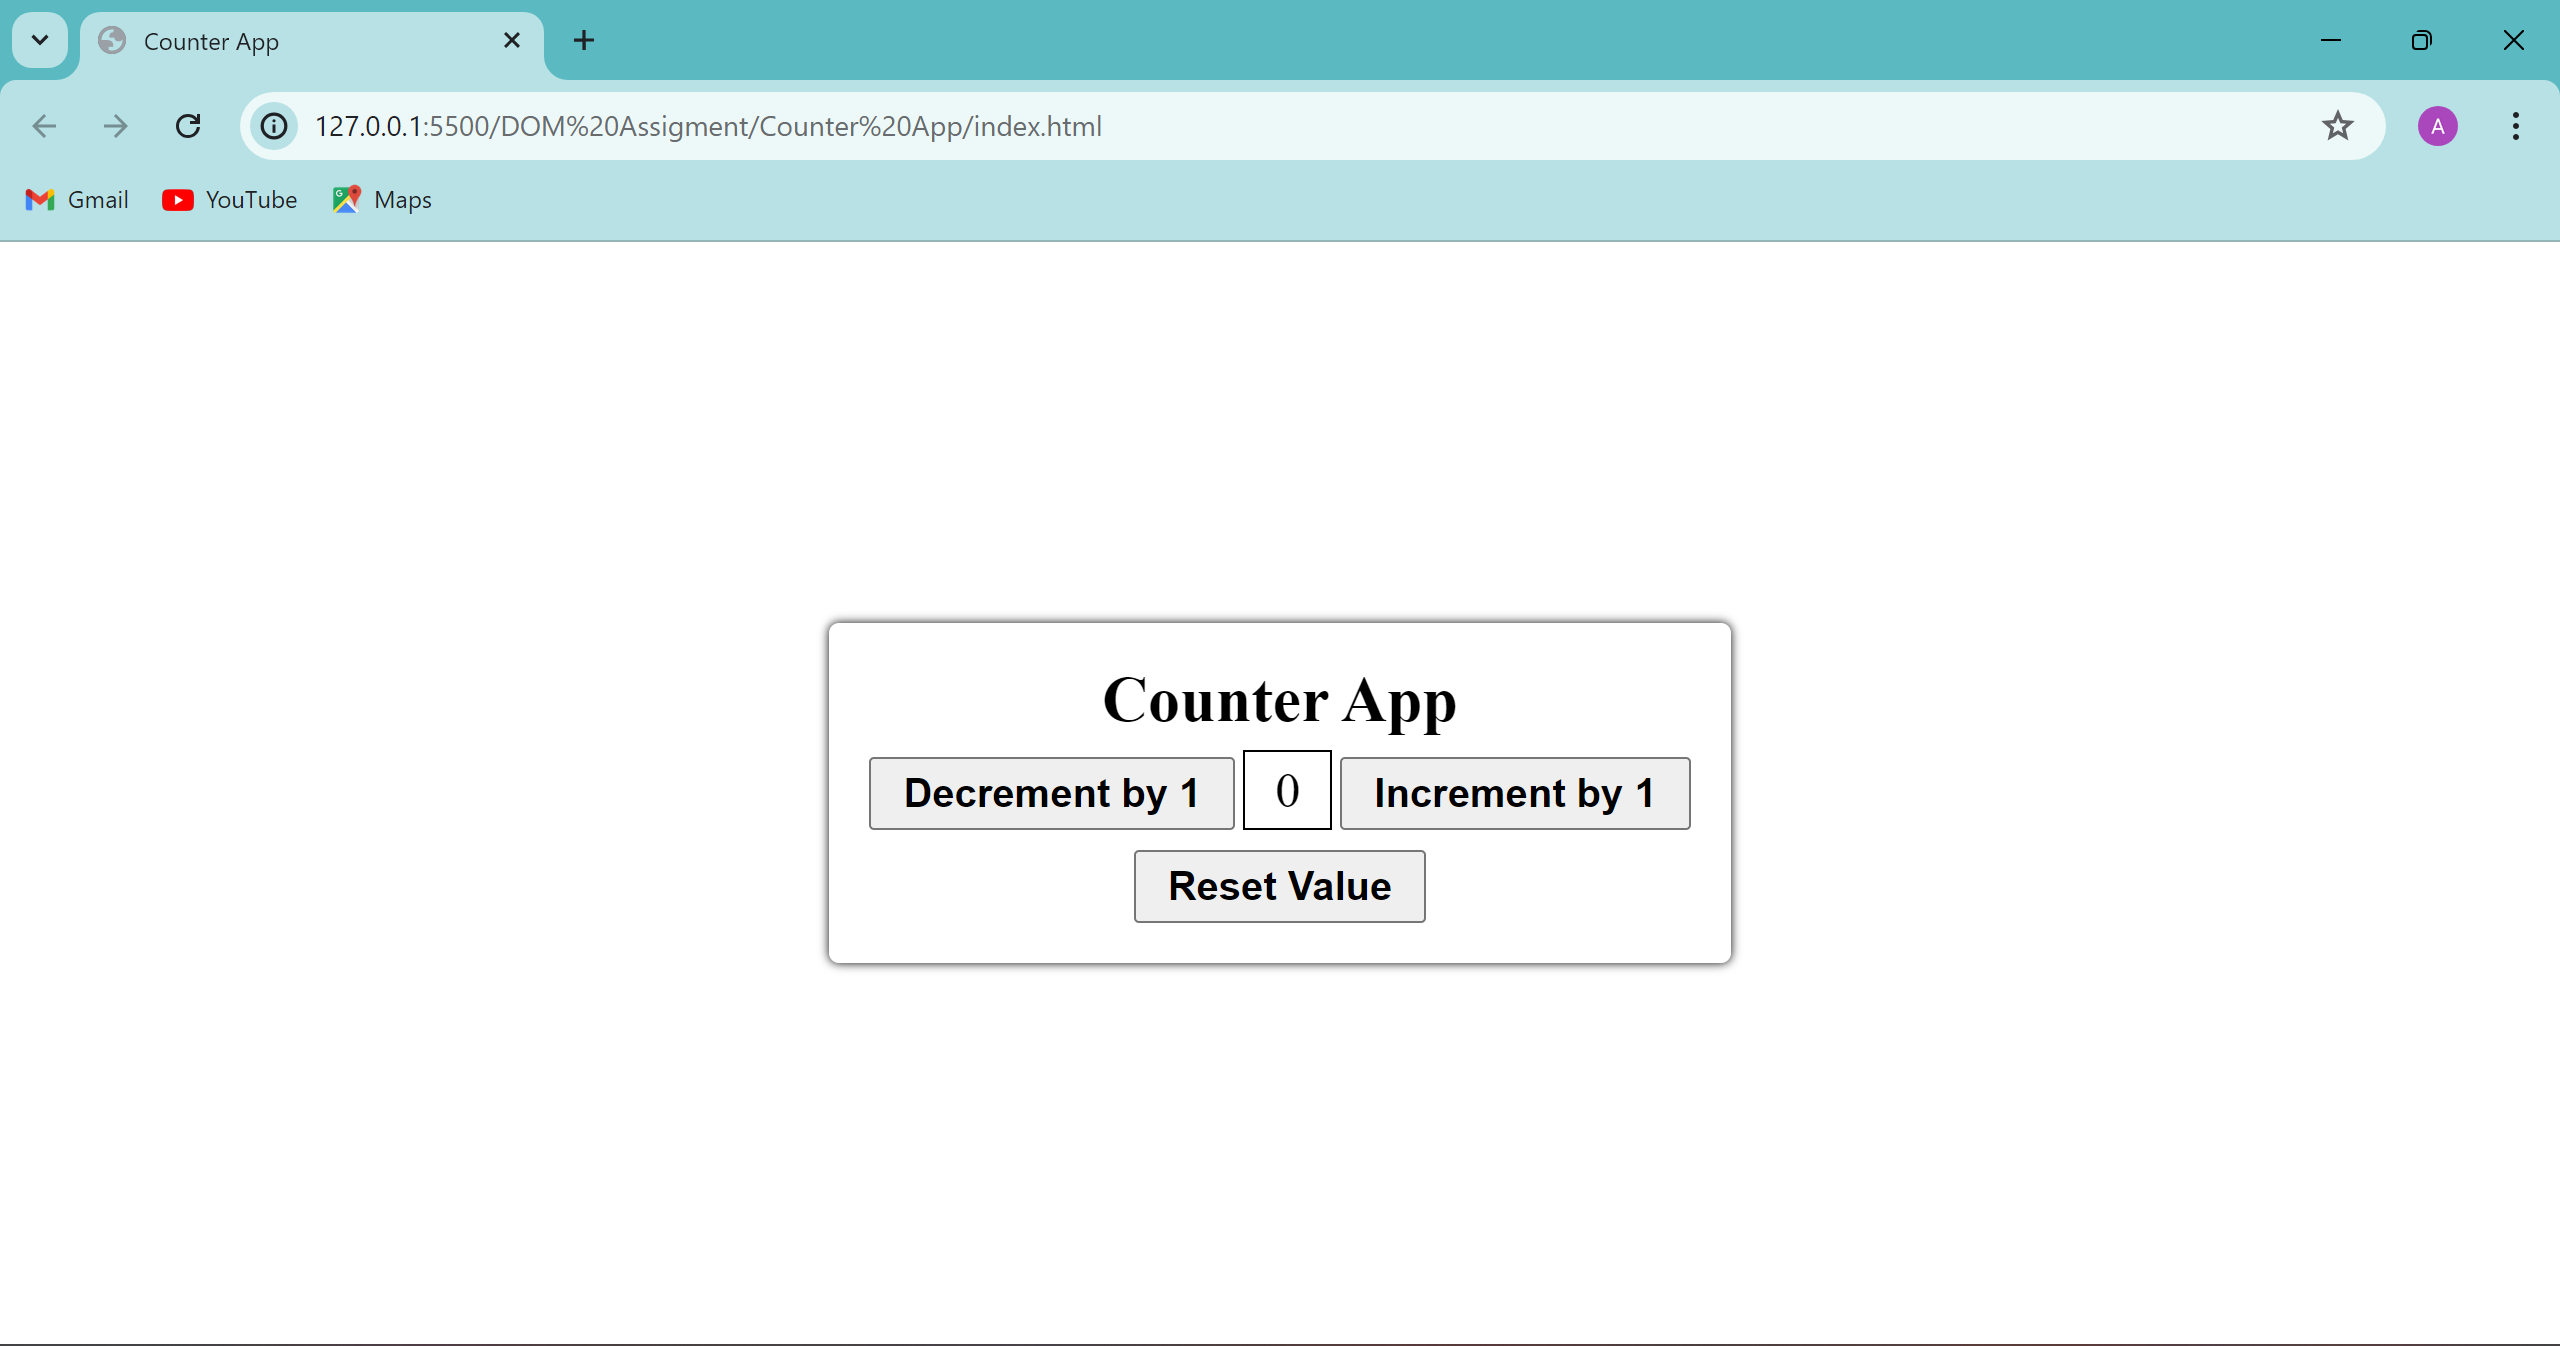 Counter App
127.0.0.1:5500/DOM%20Assigment/Counter%20App/index.html
A
Gmail
YouTube
Maps
Counter App
Decrement by 1
0
Increment by 1
Reset Value